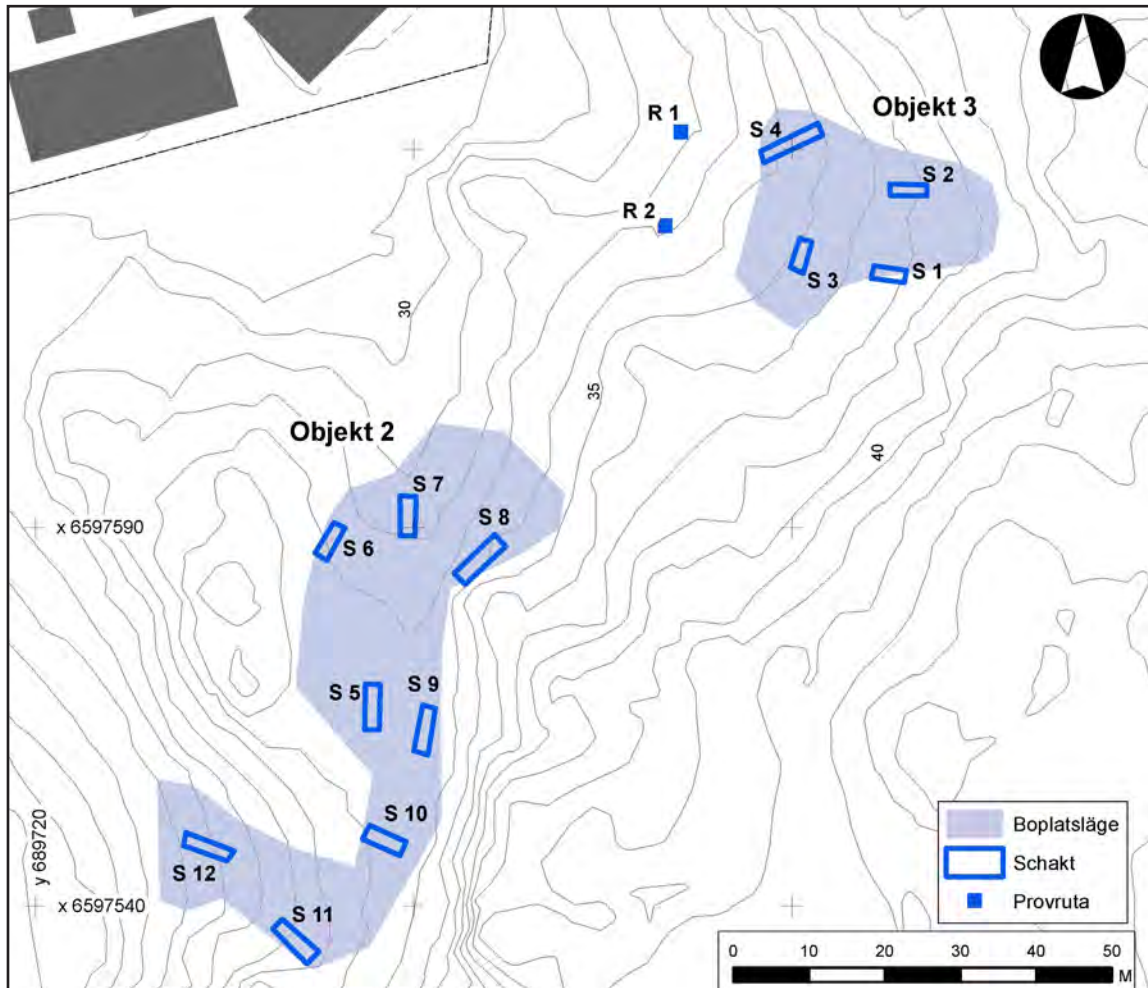 R 1
S 4
Objekt 3
S 2
R 2
S 3
S 1
30
35
40
Objekt 2
S 7
S 8
S 6
x 6597590
S 5
S 9
S 10
S 12
S 11
y 689720
x 6597540
Boplatsläge
Schakt
Provruta
0 10 20 30 40 50
M